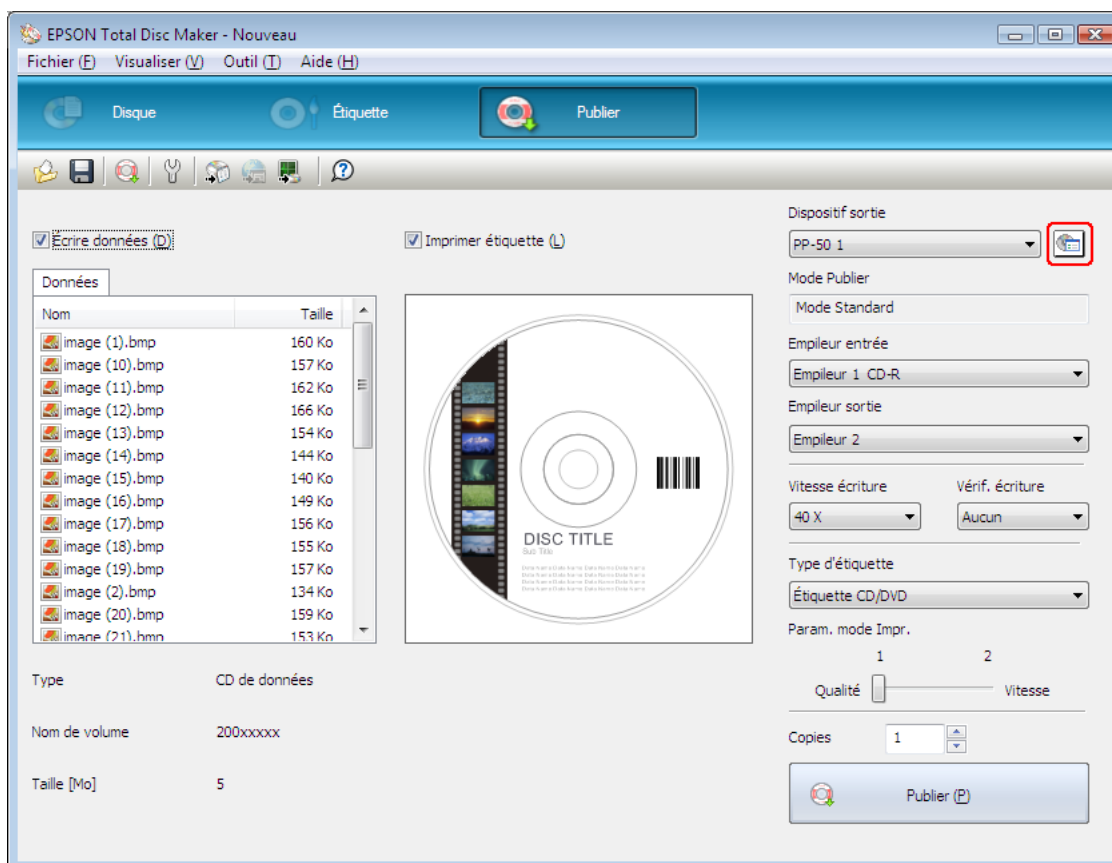 EPSON Total Disc Maker - Nouveau
Fichier (F) Visualiser (V) Outil (T) Aide (H)
Disque Étiquette Publier
Écrire données (D)
Données
Nom Taille
image (1).bmp 160 Ko
image (10).bmp 157 Ko
image (11).bmp 162 Ko
image (12).bmp 166 Ko
image (13).bmp 154 Ko
image (14).bmp 144 Ko
image (15).bmp 140 Ko
image (16).bmp 149 Ko
image (17).bmp 156 Ko
image (18).bmp 155 Ko
image (19).bmp 157 Ko
image (2).bmp 134 Ko
image (20).bmp 159 Ko
image (21).bmp 153 Ko
Type CD de données
Nom de volume 200xxxxx
Taille [Mo] 5
Imprimer étiquette (L)
DISC TITLE
Sub Title
Dispositif sortie
PP-50 1
Mode Publier
Mode Standard
Empileur entrée
Empileur 1 CD-R
Empileur sortie
Empileur 2
Vitesse écriture Vérif. écriture
40 X Aucun
Type d'étiquette
Étiquette CD/DVD
Param. mode Impr.
1 2
Qualité Vitesse
Copies 1
Publier (P)